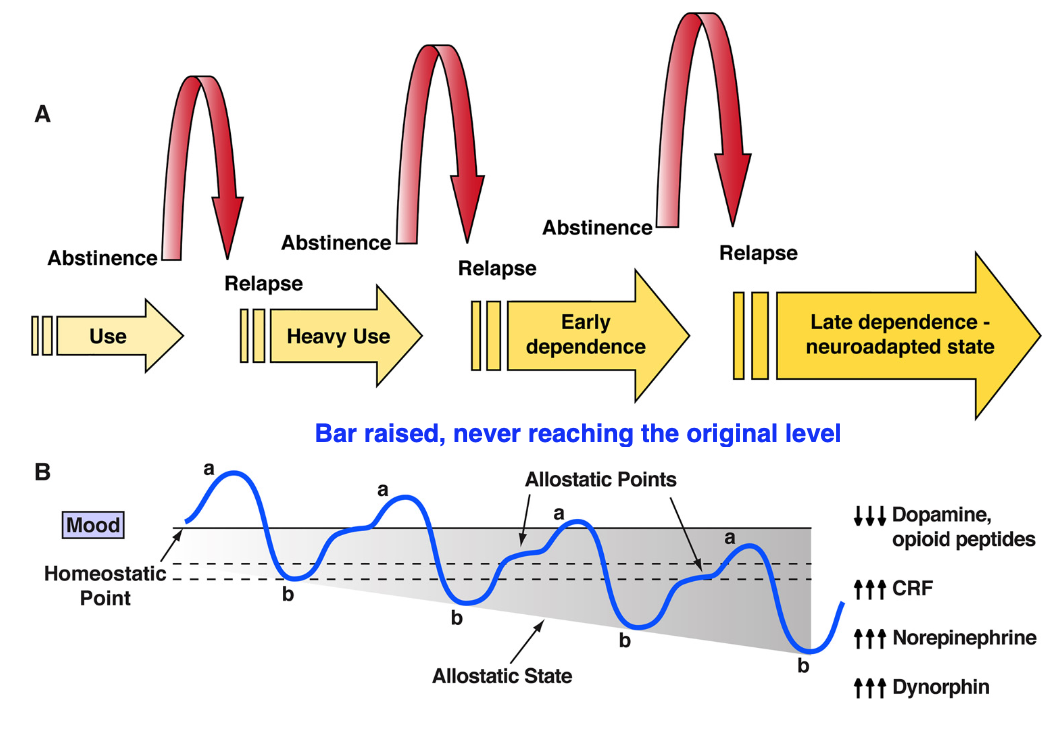 A
Abstinence
Relapse
Abstinence
Relapse
Abstinence
Relapse
Use
Heavy Use
Early
dependence
Late dependence -
neuroadapted state
Bar raised, never reaching the original level
B
Mood
Homeostatic
Point
a
b
a
b
Allostatic Points
a
b
a
b
Allostatic State
↓↓↓ Dopamine,
opioid peptides
↑↑↑ CRF
↑↑↑ Norepinephrine
↑↑↑ Dynorphin